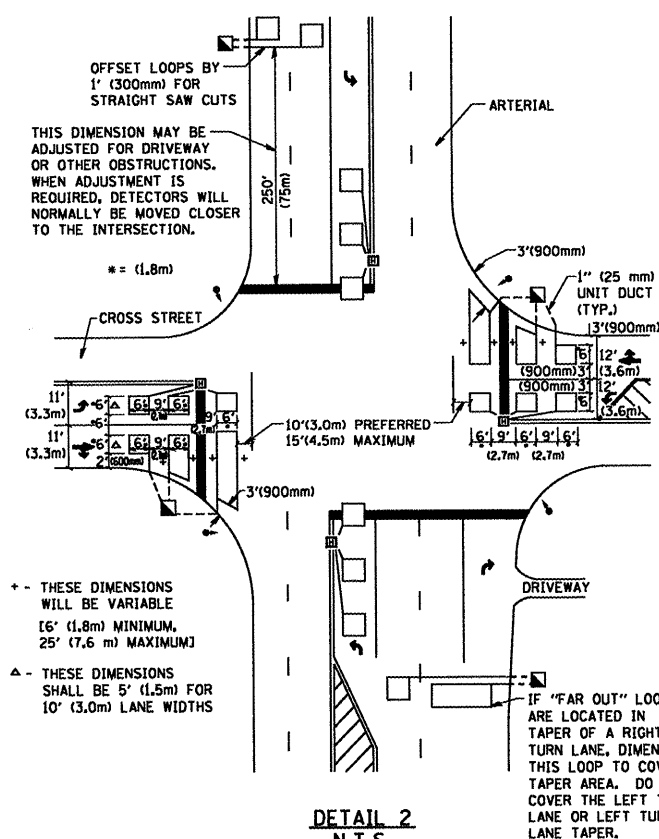 OFFSET LOOPS BY
1' (300mm) FOR
STRAIGHT SAW CUTS
THIS DIMENSION MAY BE
ADJUSTED FOR DRIVEWAY
OR OTHER OBSTRUCTIONS.
WHEN ADJUSTMENT IS
REQUIRED, DETECTORS WILL
NORMALLY BE MOVED CLOSER
TO THE INTERSECTION.
250'
(75m)
ARTERIAL
* = (1.8m)
3'(900mm)
1" (25 mm)
UNIT DUCT
(TYP.)
CROSS STREET
H
3'(900mm)
6'
12'
(3.6m)
(900mm) 3'
(900mm) 3'
12'
6'
(3.6m)
H
6' 9' 6' 9' 6'
(2.7m) (2.7m)
H
11'
(3.3m)
6' 6' 9' 6'
9' 6'
(2.7m)
11'
(3.3m)
6' 6' 9' 6'
2' (600mm)
10'(3.0m) PREFERRED
15'(4.5m) MAXIMUM
3'(900mm)
H
+ - THESE DIMENSIONS
WILL BE VARIABLE
[6' (1.8m) MINIMUM,
25' (7.6 m) MAXIMUM]
△ - THESE DIMENSIONS
SHALL BE 5' (1.5m) FOR
10' (3.0m) LANE WIDTHS
DRIVEWAY
IF "FAR OUT" LOO
ARE LOCATED IN
TAPER OF A RIGHT
TURN LANE, DIMEN
THIS LOOP TO COV
TAPER AREA. DO
COVER THE LEFT T
LANE OR LEFT TUR
LANE TAPER.
DETAIL 2
N.T.S.